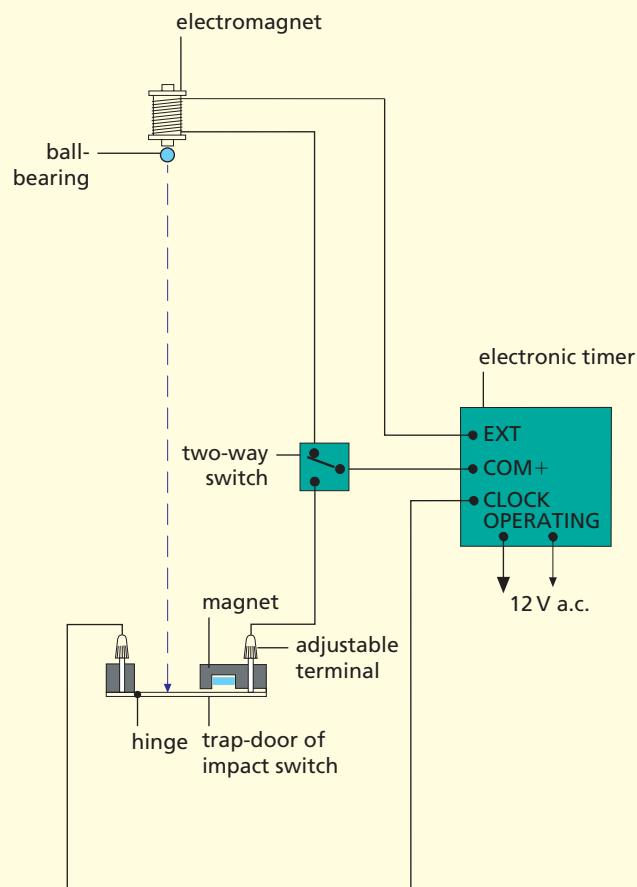 electromagnet
ball-
bearing
electronic timer
EXT
COM+
CLOCK
OPERATING
12 V a.c.
two-way
switch
magnet
adjustable
terminal
hinge
trap-door of
impact switch